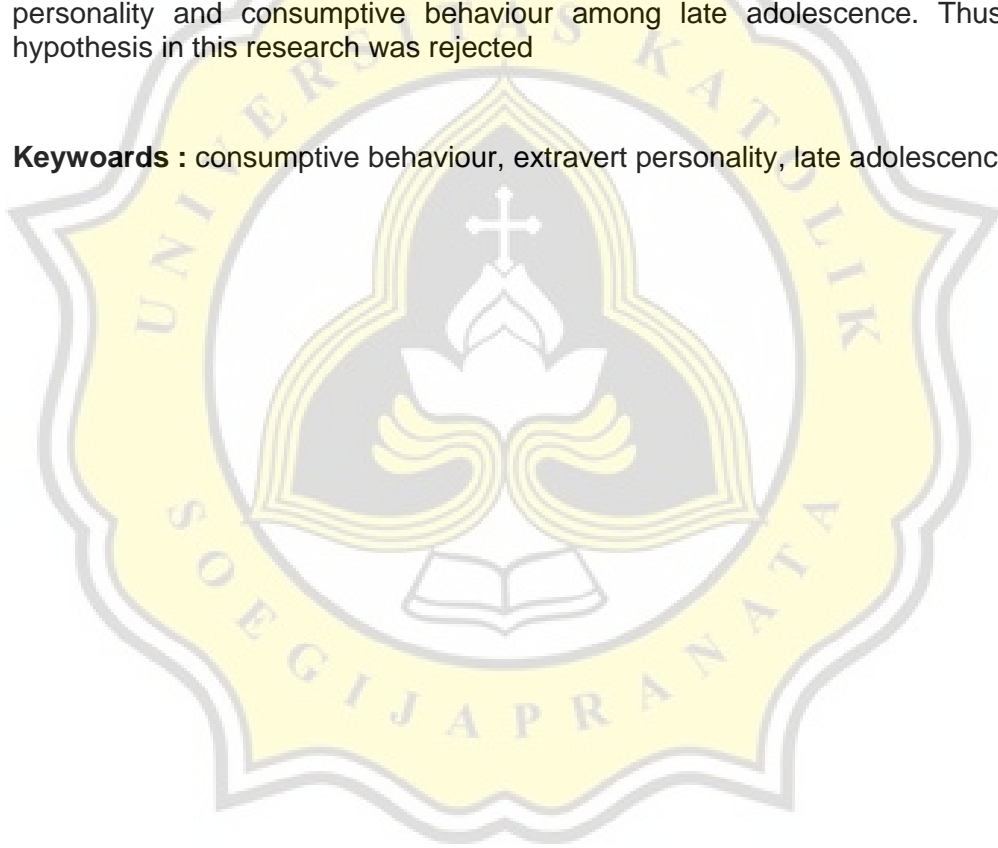 personality and consumptive behaviour among late adolescence. Thus
hypothesis in this research was rejected
Keywoards : consumptive behaviour, extravert personality, late adolescenc
UNIVERSITAS KATOLIK
SOEGIJAPRANATA